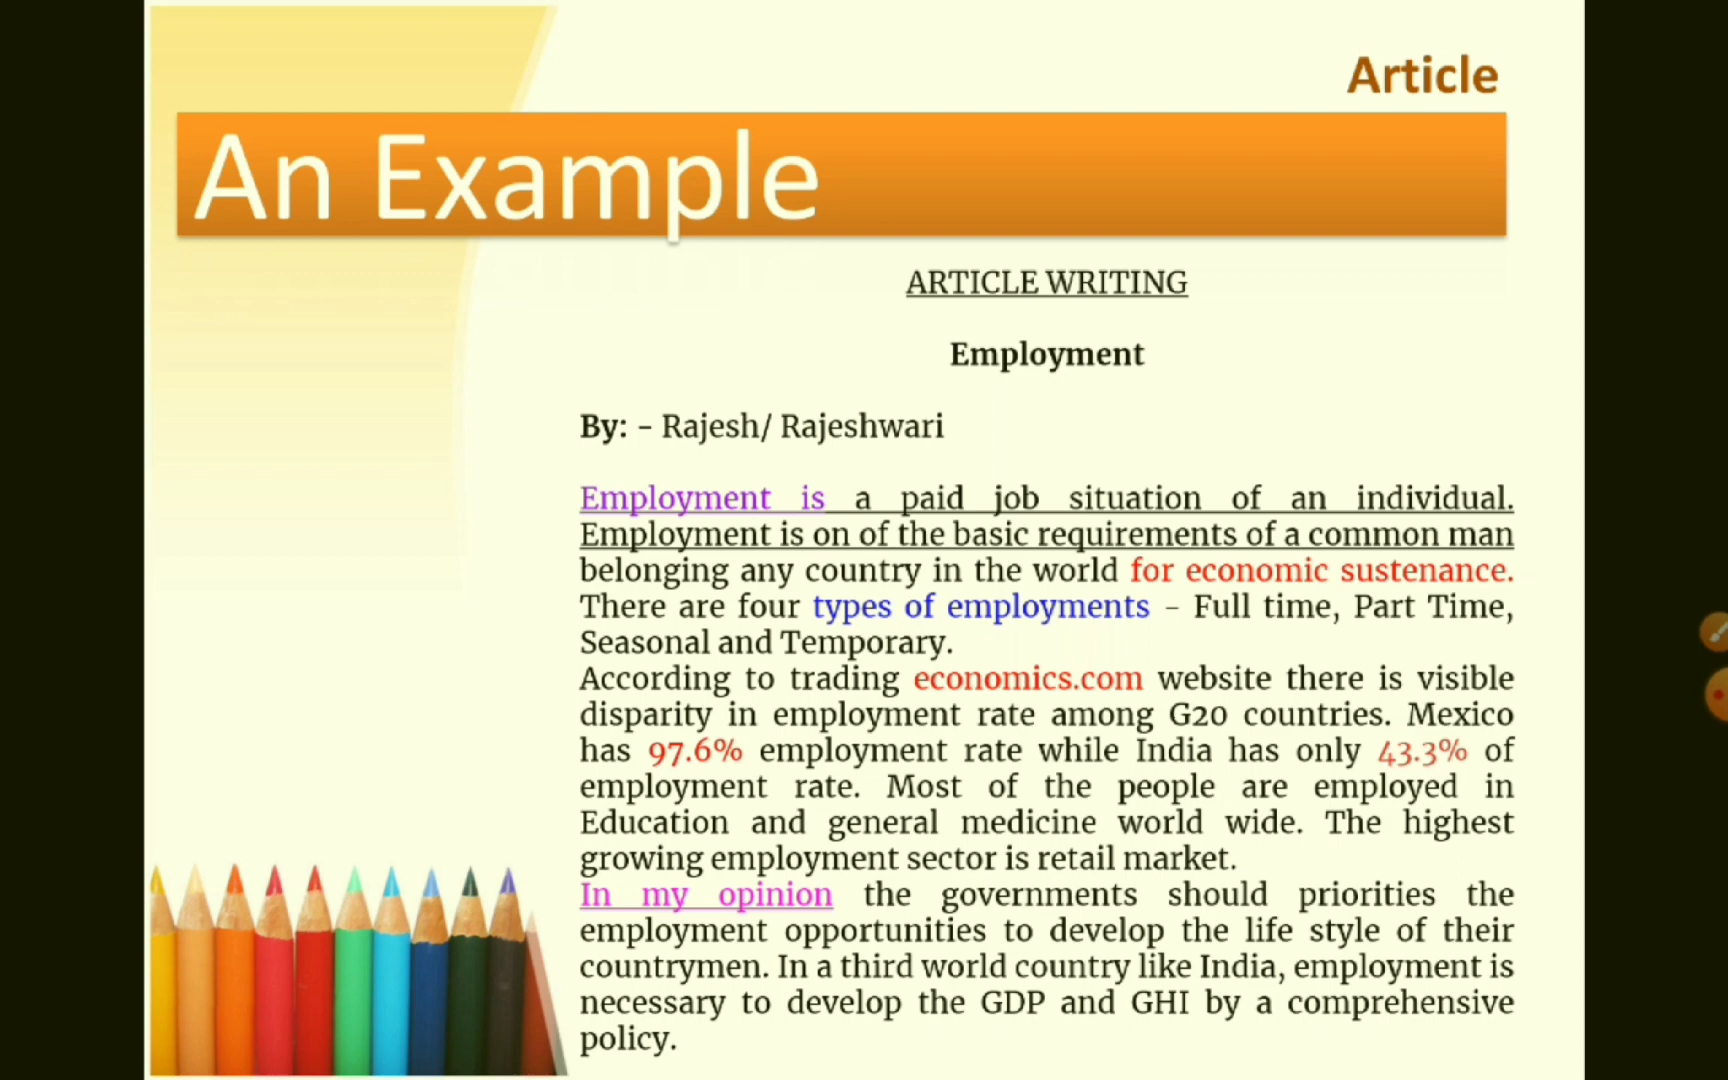 Article
An Example
ARTICLE WRITING
Employment
By: - Rajesh/ Rajeshwari
Employment is a paid job situation of an individual.
Employment is on of the basic requirements of a common man
belonging any country in the world for economic sustenance.
There are four types of employments - Full time, Part Time,
Seasonal and Temporary.
According to trading economics.com website there is visible
disparity in employment rate among G20 countries. Mexico
has 97.6% employment rate while India has only 43.3% of
employment rate. Most of the people are employed in
Education and general medicine world wide. The highest
growing employment sector is retail market.
In my opinion the governments should priorities the
employment opportunities to develop the life style of their
countrymen. In a third world country like India, employment is
necessary to develop the GDP and GHI by a comprehensive
policy.